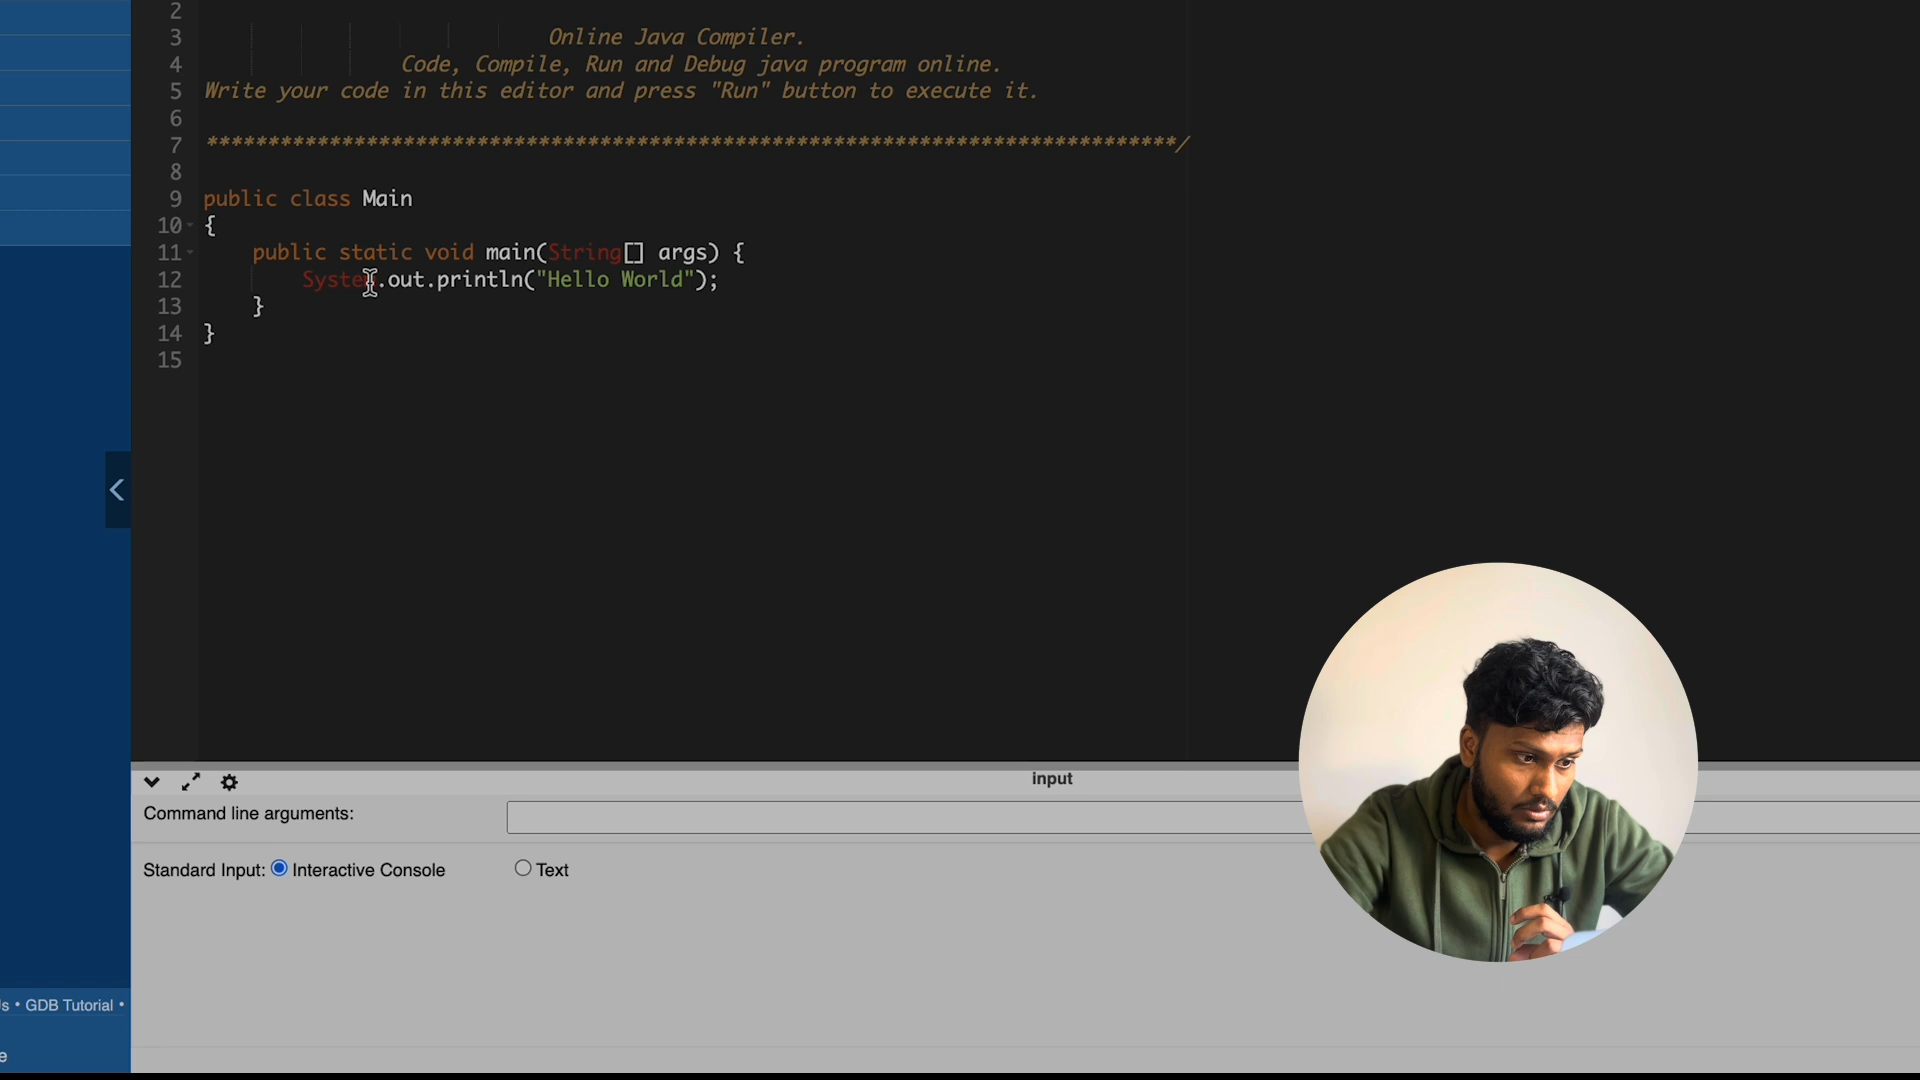 2
3 Online Java Compiler.
4 Code, Compile, Run and Debug java program online.
5 Write your code in this editor and press "Run" button to execute it.
6
7 *******************************************************************************/
8
9 public class Main
10 {
11 public static void main(String[] args) {
12 System.out.println("Hello World");
13 }
14 }
15
input
Command line arguments:
Standard Input: Interactive Console Text
s • GDB Tutorial •
e